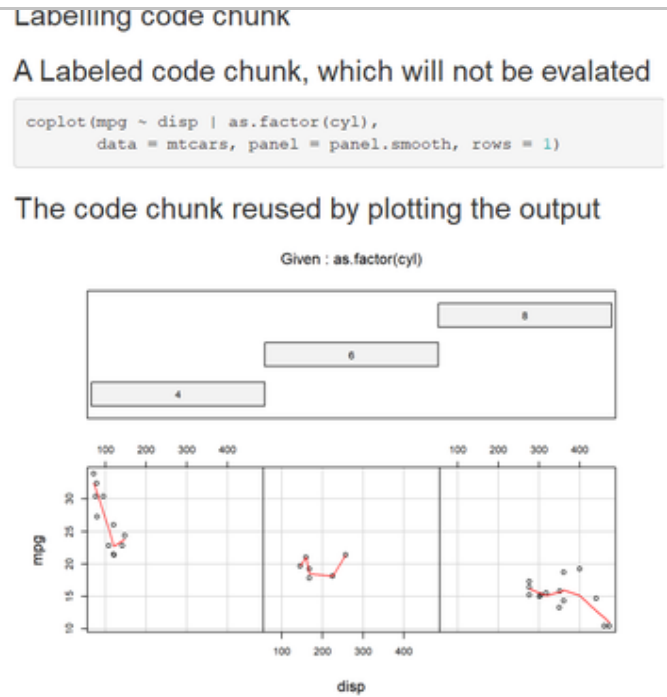 Labelling code chunk
A Labeled code chunk, which will not be evalated
coplot(mpg ~ disp | as.factor(cyl),
data = mtcars, panel = panel.smooth, rows = 1)
The code chunk reused by plotting the output
Given : as.factor(cyl)
8
6
4
100 200 300 400 100 200 300 400
30
25
20
15
10
mpg
100 200 300 400
disp